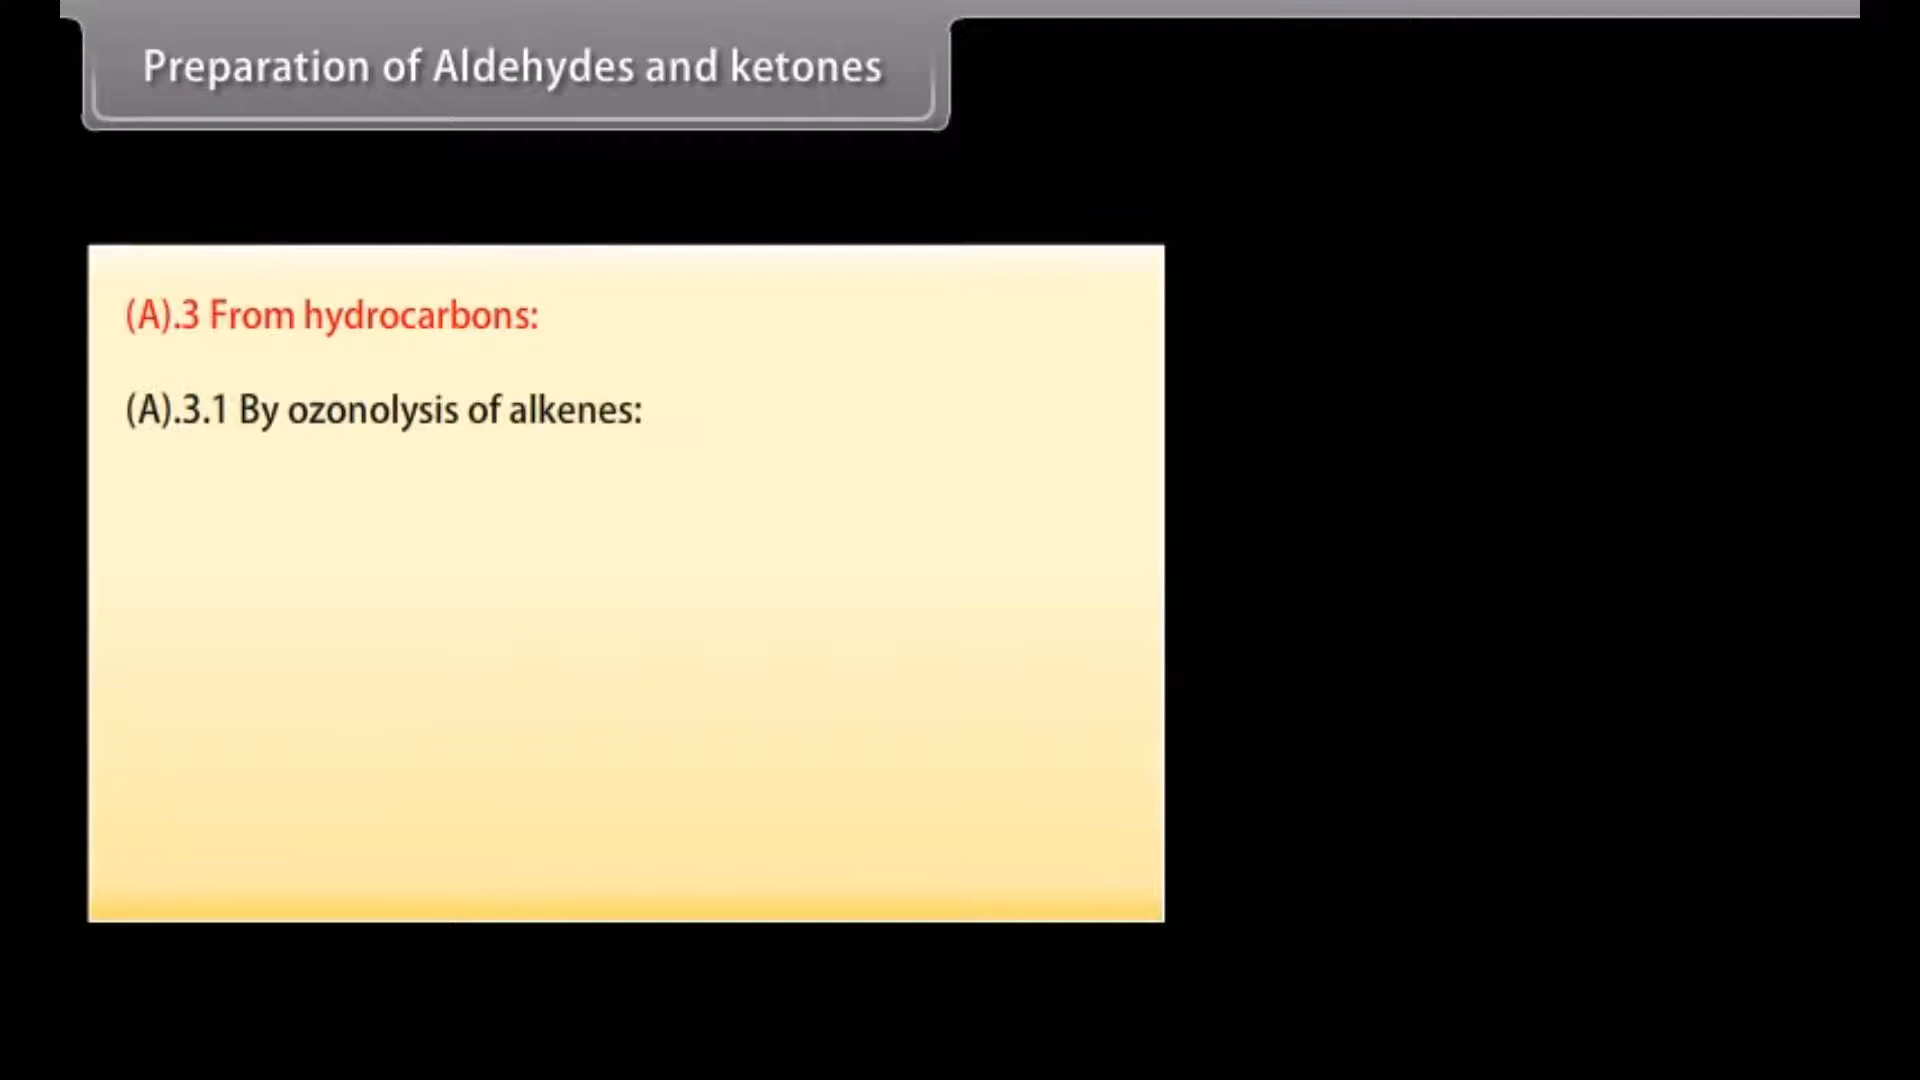 Preparation of Aldehydes and ketones
(A).3 From hydrocarbons:
(A).3.1 By ozonolysis of alkenes: